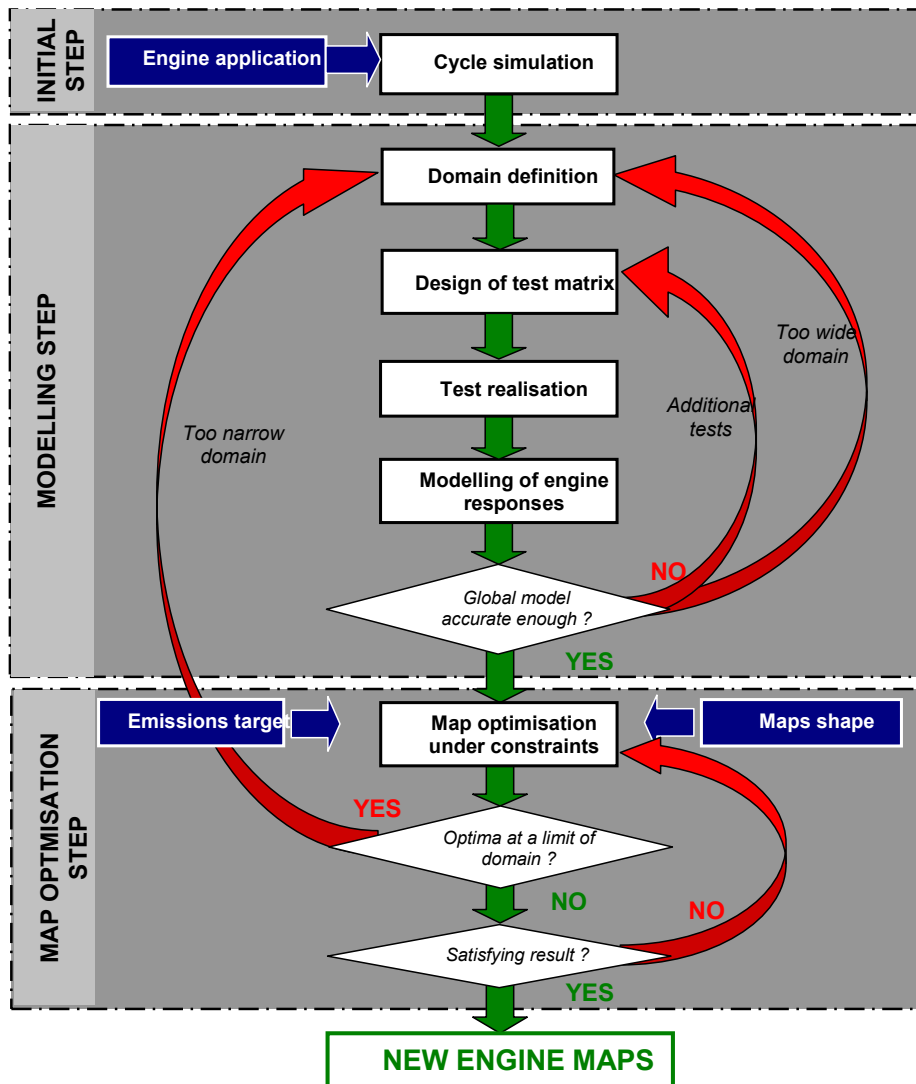 INITIAL
STEP
Engine application
Cycle simulation
MODELLING STEP
Domain definition
Design of test matrix
Too wide
domain
Test realisation
Additional
tests
Too narrow
domain
Modelling of engine
responses
NO
Global model
accurate enough ?
YES
MAP OPTMISATION
STEP
Emissions target
Map optimisation
under constraints
Maps shape
YES
Optima at a limit of
domain ?
NO
NO
Satisfying result ?
YES
NEW ENGINE MAPS